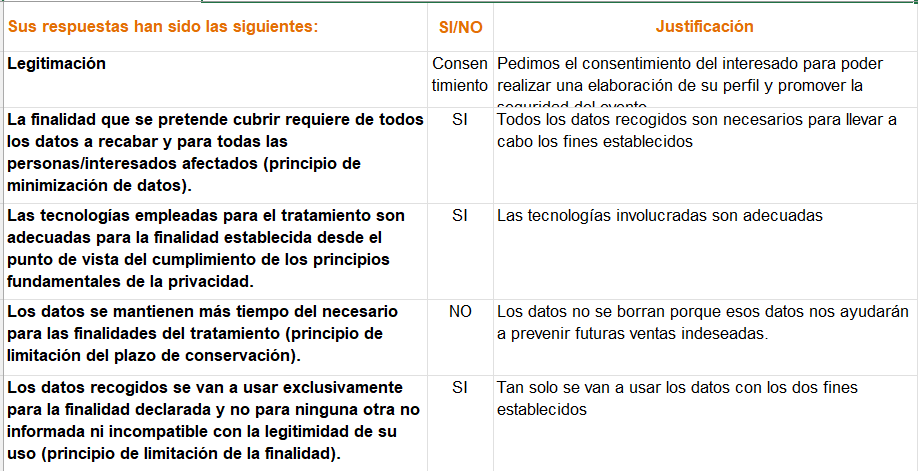 Sus respuestas han sido las siguientes:
SI/NO
Justificación
Legitimación
Consen
timiento
Pedimos el consentimiento del interesado para poder
realizar una elaboración de su perfil y promover la
seguridad del evento
La finalidad que se pretende cubrir requiere de todos
los datos a recabar y para todas las
personas/interesados afectados (principio de
minimización de datos).
SI
Todos los datos recogidos son necesarios para llevar a
cabo los fines establecidos
Las tecnologías empleadas para el tratamiento son
adecuadas para la finalidad establecida desde el
punto de vista del cumplimiento de los principios
fundamentales de la privacidad.
SI
Las tecnologías involucradas son adecuadas
Los datos se mantienen más tiempo del necesario
para las finalidades del tratamiento (principio de
limitación del plazo de conservación).
NO
Los datos no se borran porque esos datos nos ayudarán
a prevenir futuras ventas indeseadas.
Los datos recogidos se van a usar exclusivamente
para la finalidad declarada y no para ninguna otra no
informada ni incompatible con la legitimidad de su
uso (principio de limitación de la finalidad).
SI
Tan solo se van a usar los datos con los dos fines
establecidos